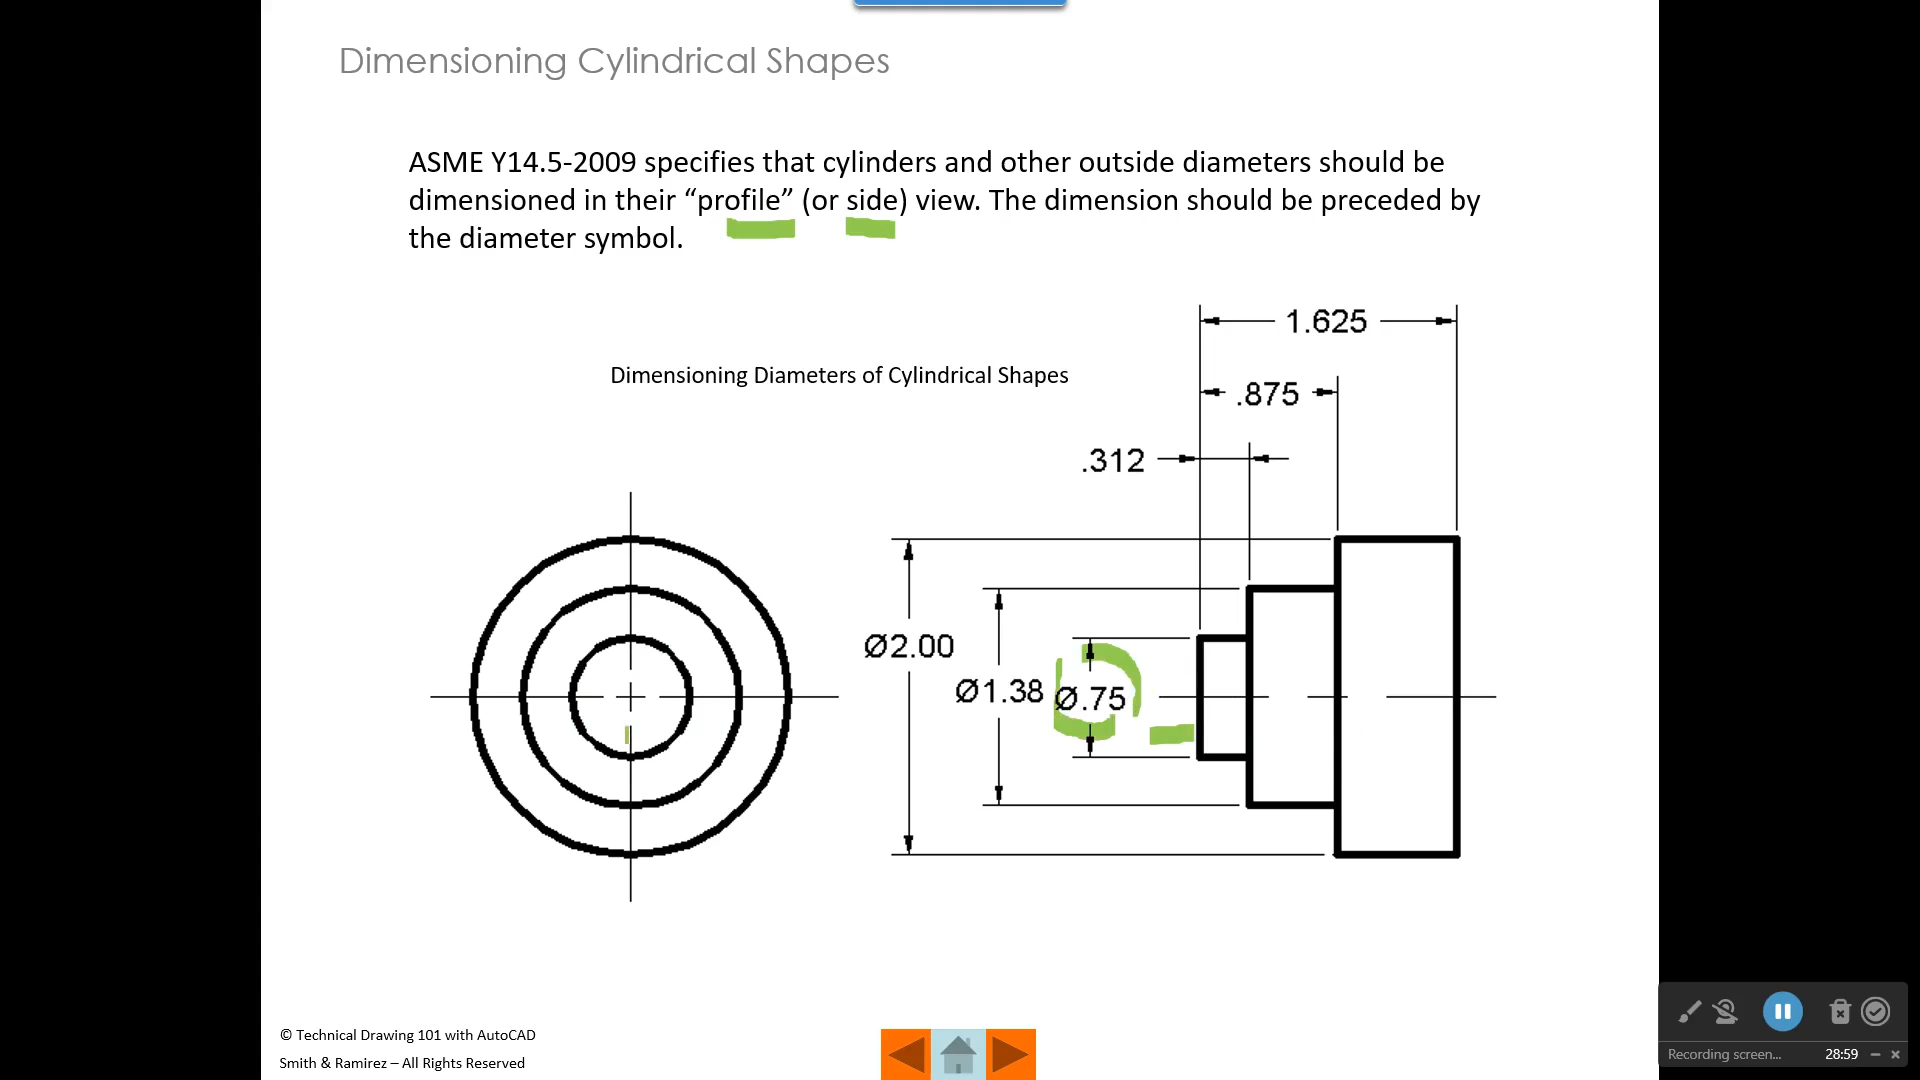 Dimensioning Cylindrical Shapes
ASME Y14.5-2009 specifies that cylinders and other outside diameters should be
dimensioned in their “profile” (or side) view. The dimension should be preceded by
the diameter symbol.
1.625
Dimensioning Diameters of Cylindrical Shapes
.875
.312
Ø2.00
Ø1.38
Ø.75
© Technical Drawing 101 with AutoCAD
Smith & Ramirez – All Rights Reserved
Recording screen... 28:59